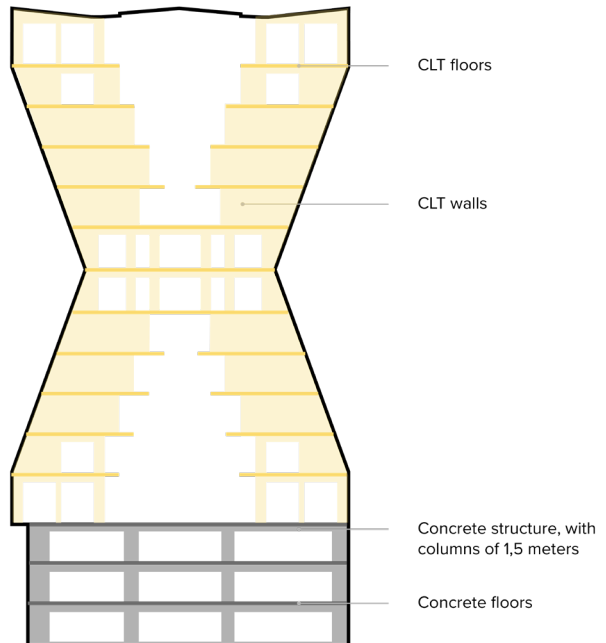 CLT floors
CLT walls
Concrete structure, with
columns of 1,5 meters
Concrete floors